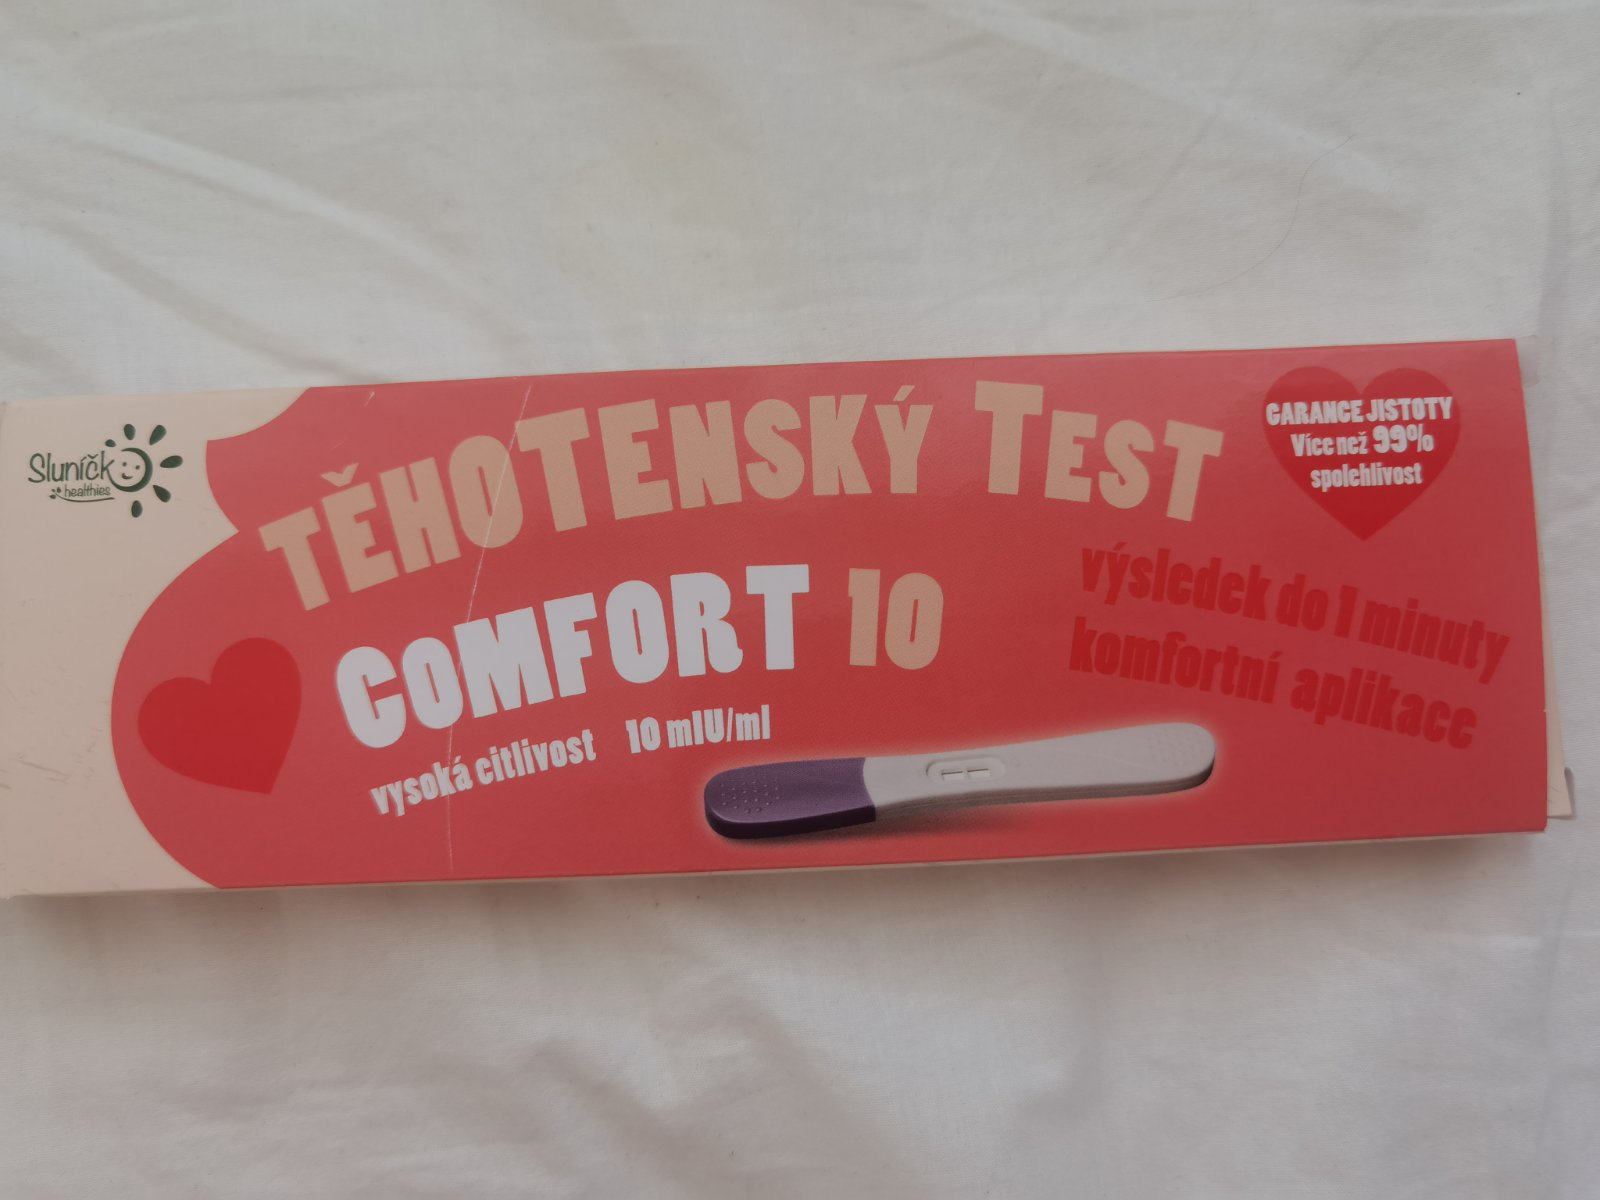 Sluníčko
healthies
TĚHOTENSKÝ TEST
COMFORT 10
vysoká citlivost 10 mIU/ml
GARANCE JISTOTY
Více než 99%
spolehlivost
výsledek do 1 minuty
komfortní aplikace